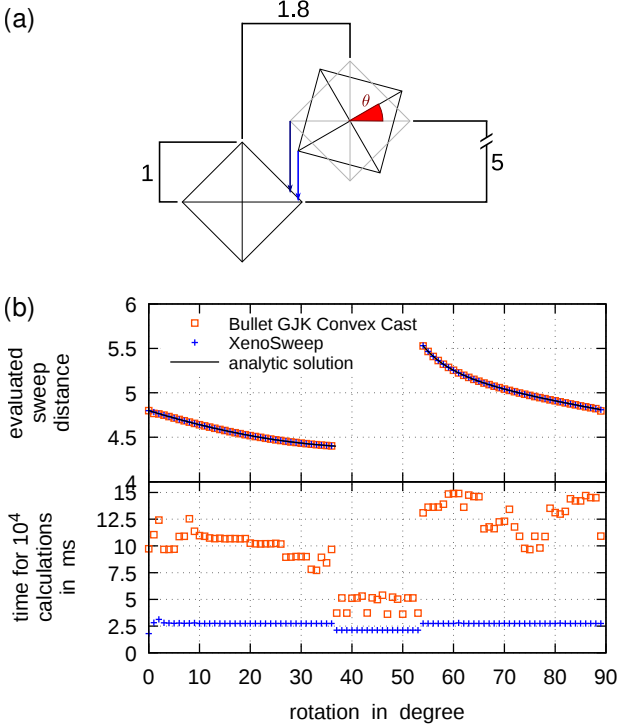 (a)
1.8
θ
1
5
(b)
6
5.5
5
4.5
4
evaluated
sweep
distance
Bullet GJK Convex Cast
XenoSweep
analytic solution
15
12.5
10
7.5
5
2.5
0
time for 10⁴
calculations
in ms
0 10 20 30 40 50 60 70 80 90
rotation in degree